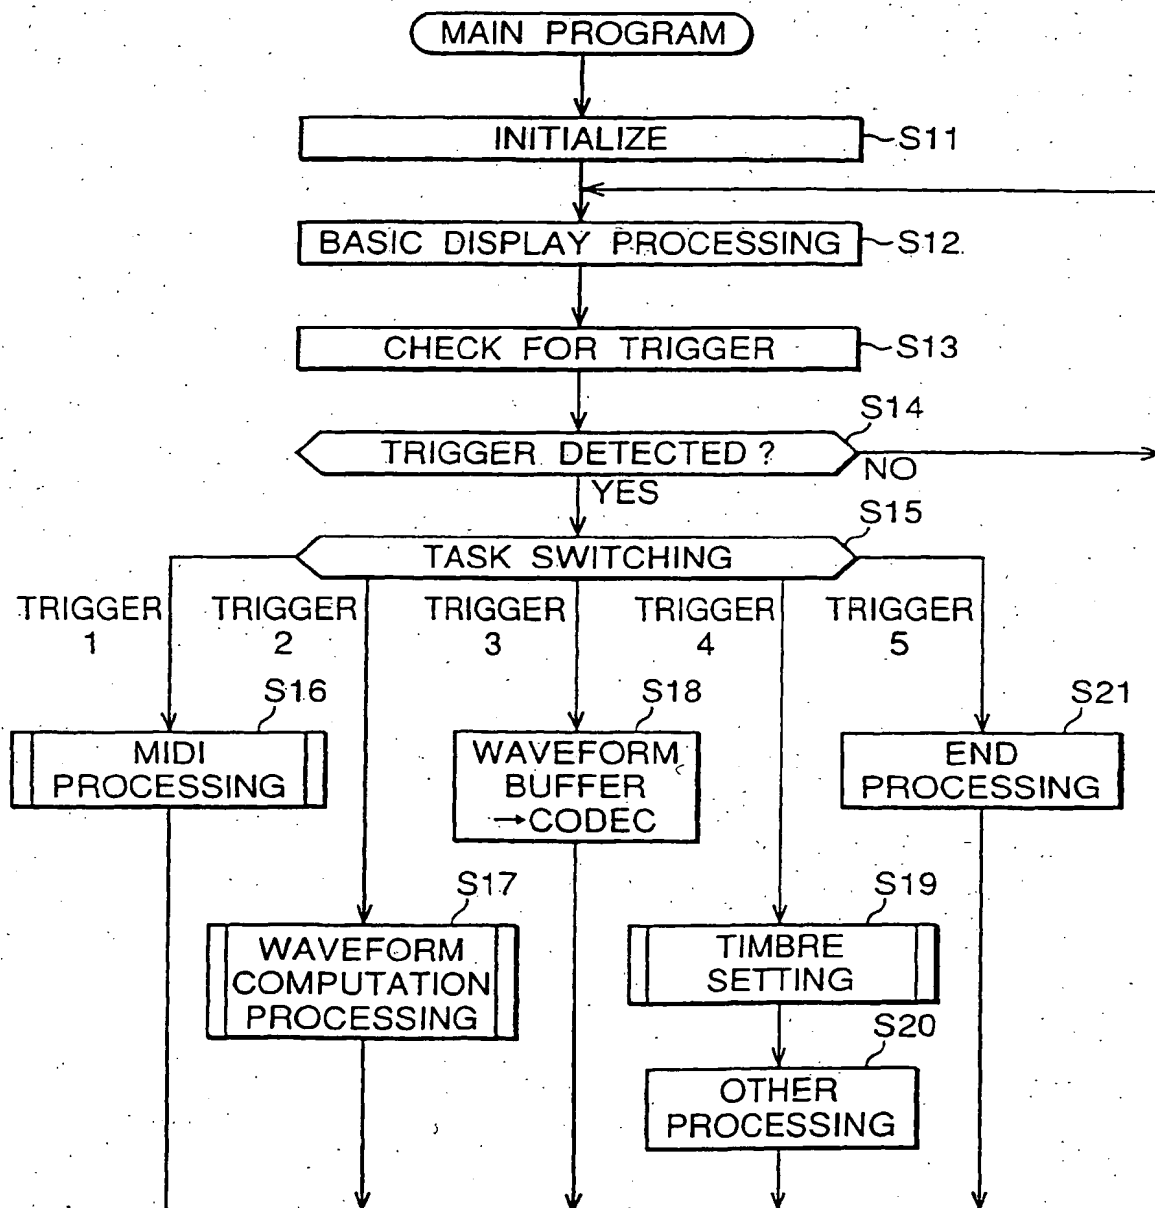 MAIN PROGRAM
INITIALIZE
S11
BASIC DISPLAY PROCESSING
S12
CHECK FOR TRIGGER
S13
S14
TRIGGER DETECTED ?
NO
YES
S15
TASK SWITCHING
TRIGGER
1
TRIGGER
2
TRIGGER
3
TRIGGER
4
TRIGGER
5
S16
MIDI
PROCESSING
S18
WAVEFORM
BUFFER
→CODEC
S21
END
PROCESSING
S17
WAVEFORM
COMPUTATION
PROCESSING
S19
TIMBRE
SETTING
S20
OTHER
PROCESSING